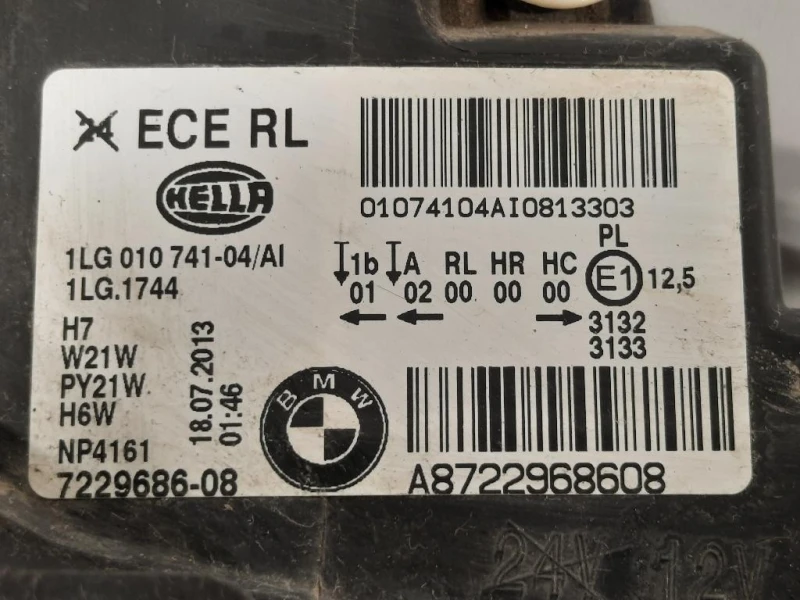 24 ECE RL
HELLA
01074104AI0813303
1LG 010 741-04/AI
1LG.1744
1b A RL HR HC PL
01 02 00 00 00 E1 12,5
3132
3133
H7
W21W
PY21W
H6W
18.07.2013
01:46
NP4161
7229686-08
BMW
A8722968608
24V 12V